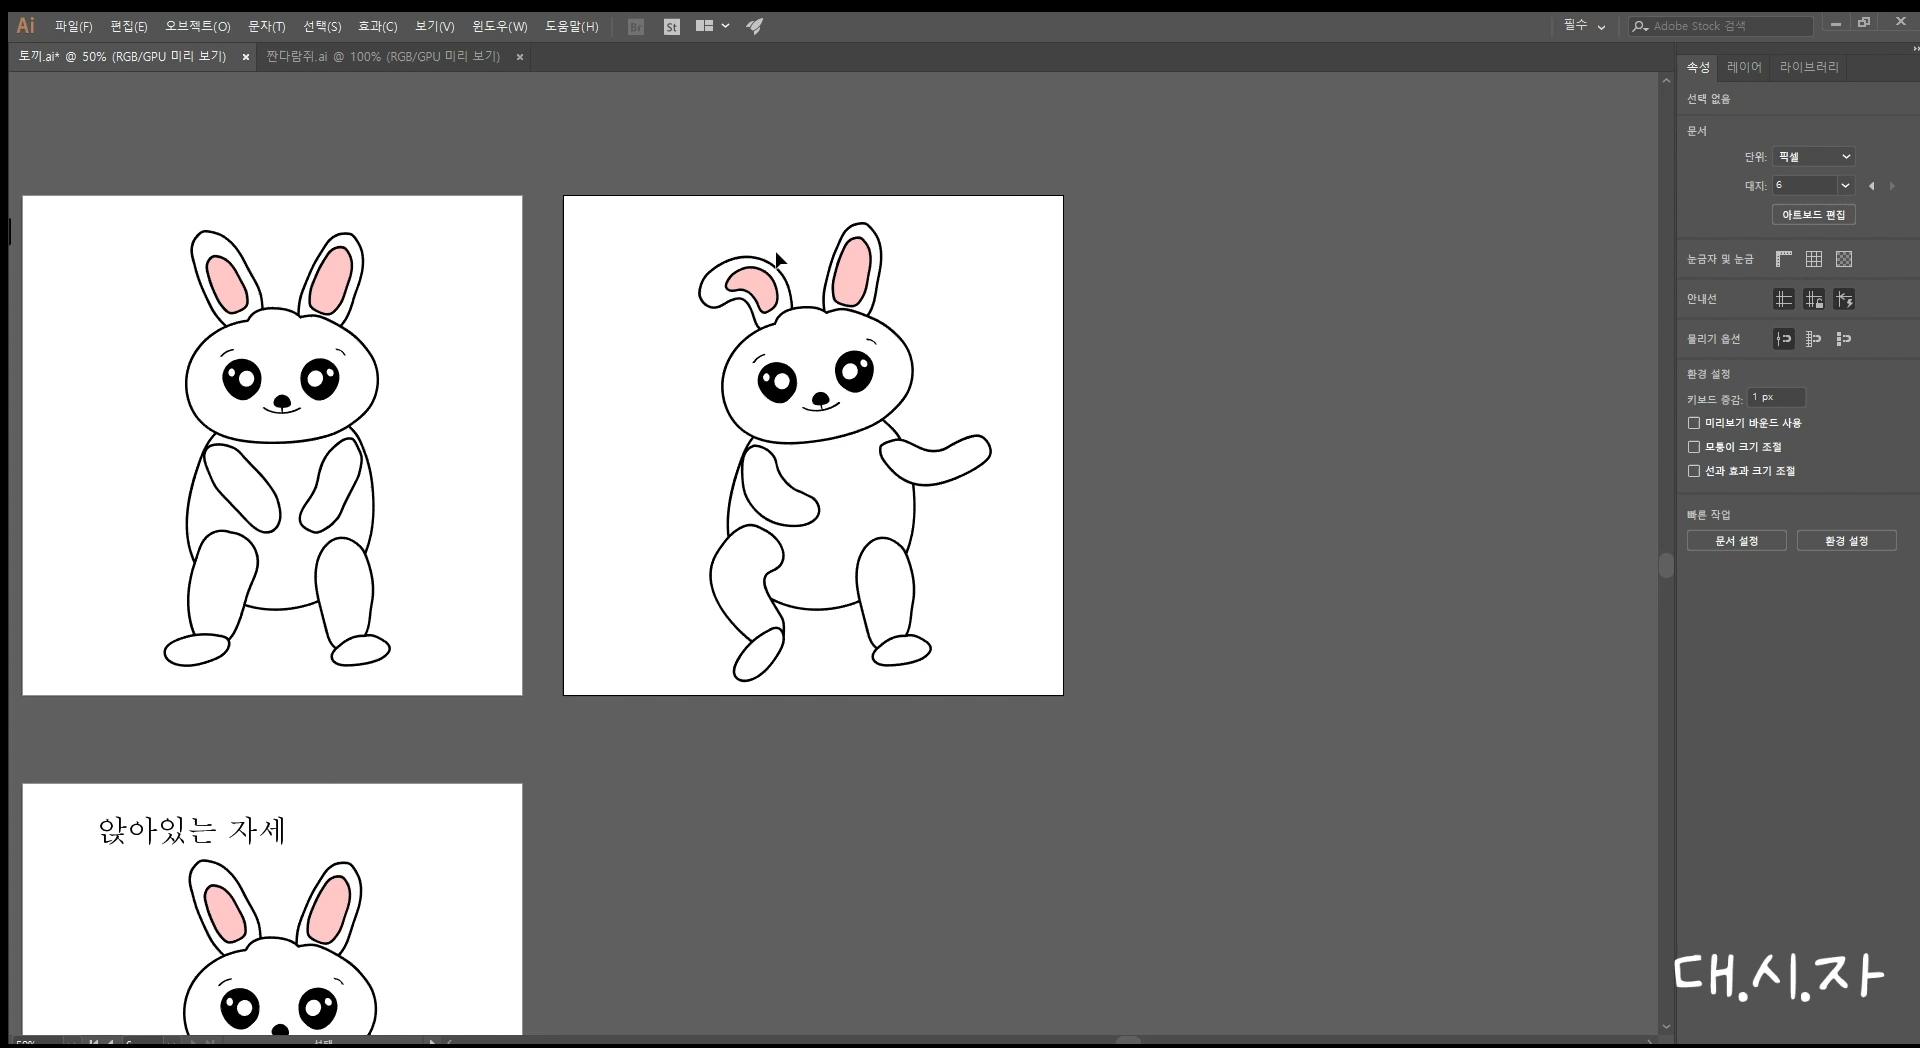 Ai 파일(F) 편집(E) 오브젝트(O) 문자(T) 선택(S) 효과(C) 보기(V) 윈도우(W) 도움말(H) Br St 필수 Adobe Stock 검색
토끼.ai* @ 50% (RGB/GPU 미리 보기) × 짠다람쥐.ai @ 100% (RGB/GPU 미리 보기) ×
속성 레이어 라이브러리
선택 없음
문서
단위: 픽셀
대지: 6
아트보드 편집
눈금자 및 눈금
안내선
물리기 옵션
환경 설정
키보드 증감: 1 px
미리보기 바운드 사용
모퉁이 크기 조절
선과 효과 크기 조절
빠른 작업
문서 설정 환경 설정
앉아있는 자세
대.시.자
50% 6 선택